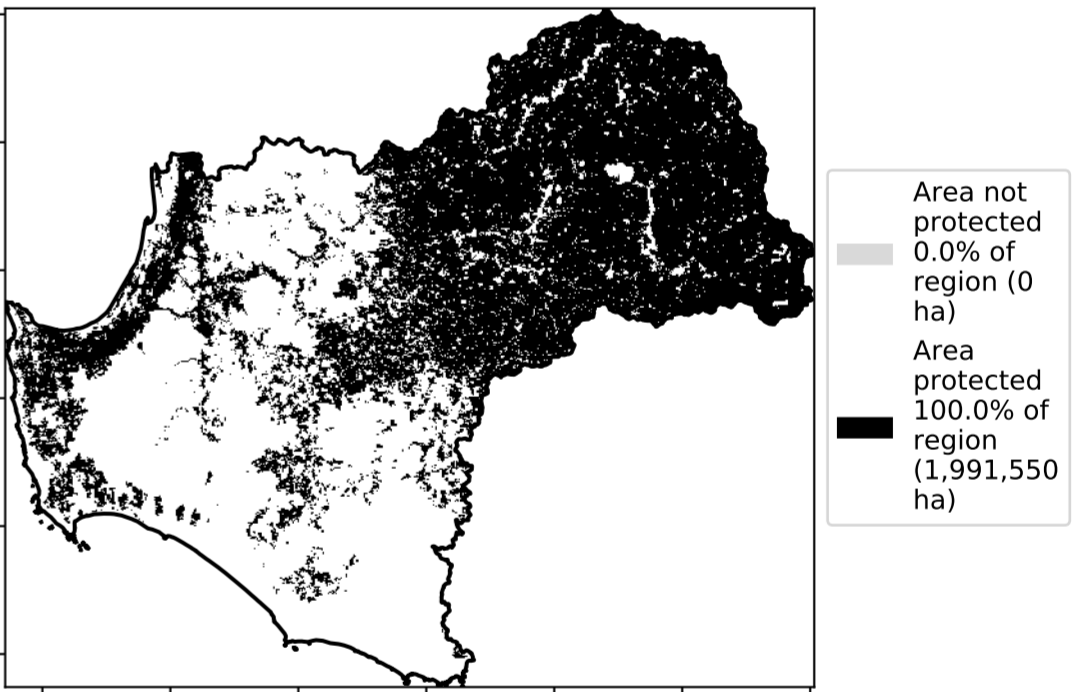 Area not
protected
0.0% of
region (0
ha)
Area
protected
100.0% of
region
(1,991,550
ha)